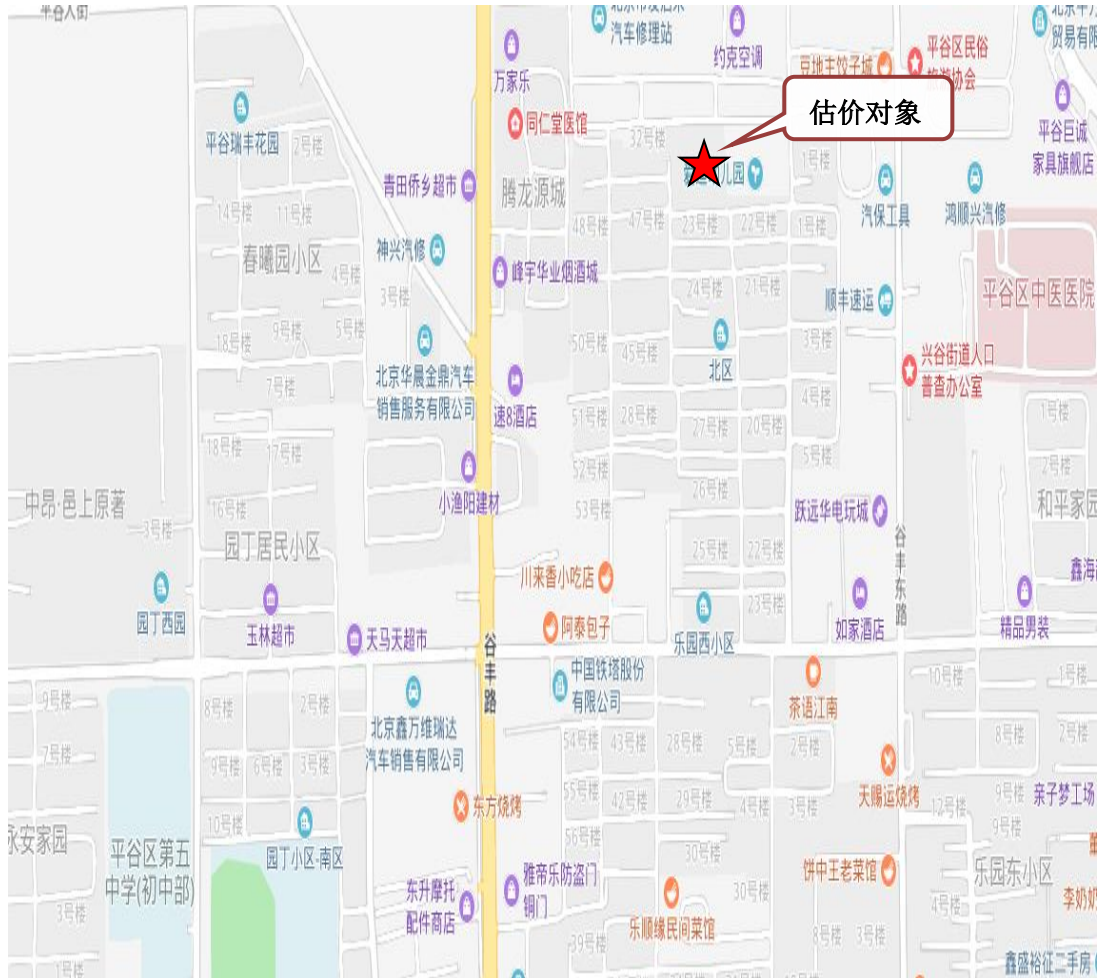 平谷大街
汽车修理站
约克空调
万家乐
豆地主饺子城
平谷区民俗
旅游协会
贸易有限
估价对象
平谷瑞丰花园
2号楼
同仁堂医馆
32号楼
1号楼
平谷巨诚
家具旗舰店
青田侨乡超市
腾龙源城
儿园
汽保工具
鸿顺兴汽修
14号楼
11号楼
48号楼
47号楼
23号楼
22号楼
1号楼
神兴汽修
春曦园小区
4号楼
峰宇华业烟酒城
3号楼
24号楼
21号楼
顺丰速运
平谷区中医医院
18号楼
9号楼
5号楼
50号楼
45号楼
北区
3号楼
兴谷街道人口
普查办公室
7号楼
北京华晨金鼎汽车
销售服务有限公司
速8酒店
4号楼
51号楼
28号楼
27号楼
20号楼
1号楼
18号楼
17号楼
5号楼
2号楼
52号楼
26号楼
中昂·邑上原著
3号楼
16号楼
小渔阳建材
53号楼
跃远华电玩城
和平家园
园丁居民小区
25号楼
22号楼
谷丰东路
川来香小吃店
鑫海
园丁西园
玉林超市
天马天超市
阿泰包子
23号楼
乐园西小区
如家酒店
精品男装
谷丰路
中国铁塔股份
有限公司
10号楼
1号楼
9号楼
8号楼
2号楼
北京鑫万维瑞达
汽车销售有限公司
茶语江南
54号楼
43号楼
28号楼
5号楼
2号楼
8号楼
2号楼
7号楼
9号楼
6号楼
3号楼
55号楼
42号楼
29号楼
4号楼
3号楼
天赐运烧烤
9号楼
亲子梦工场
12号楼
东方烧烤
10号楼
56号楼
9号楼
永安家园
平谷区第五
中学(初中部)
园丁小区-南区
30号楼
饼中王老菜馆
乐园东小区
雅帝乐防盗门
铜门
东升摩托
配件商店
30号楼
李奶奶
4号楼
3号楼
乐顺缘民间菜馆
39号楼
8号楼
3号楼
1号楼
鑫盛裕征二手房